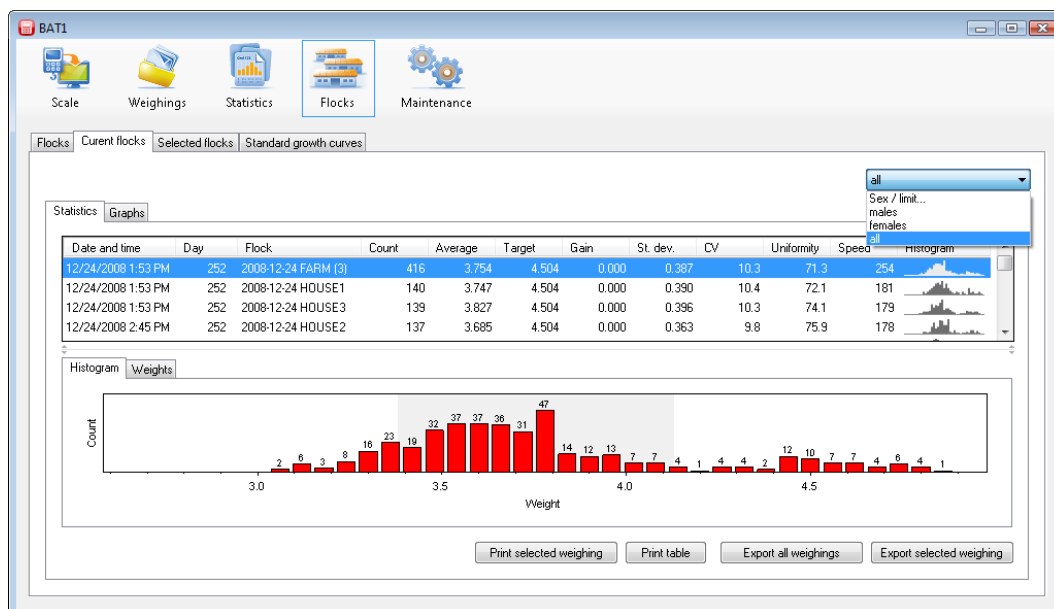 BAT1
Scale Weighings Statistics Flocks Maintenance
Flocks Curent flocks Selected flocks Standard growth curves
all
Sex / limit...
males
females
all
Statistics Graphs
Date and time Day Flock Count Average Target Gain St. dev. CV Uniformity Speed Histogram
12/24/2008 1:53 PM 252 2008-12-24 FARM (3) 416 3.754 4.504 0.000 0.387 10.3 71.3 254
12/24/2008 1:53 PM 252 2008-12-24 HOUSE1 140 3.747 4.504 0.000 0.390 10.4 72.1 181
12/24/2008 1:53 PM 252 2008-12-24 HOUSE3 139 3.827 4.504 0.000 0.396 10.3 74.1 179
12/24/2008 2:45 PM 252 2008-12-24 HOUSE2 137 3.685 4.504 0.000 0.363 9.8 75.9 178
Histogram Weights
Count
2 6 3 8 16 23 19 32 37 37 36 31 47 14 12 13 7 7 4 1 4 4 2 12 10 7 7 4 6 4 1
3.0 3.5 4.0 4.5
Weight
Print selected weighing Print table Export all weighings Export selected weighing